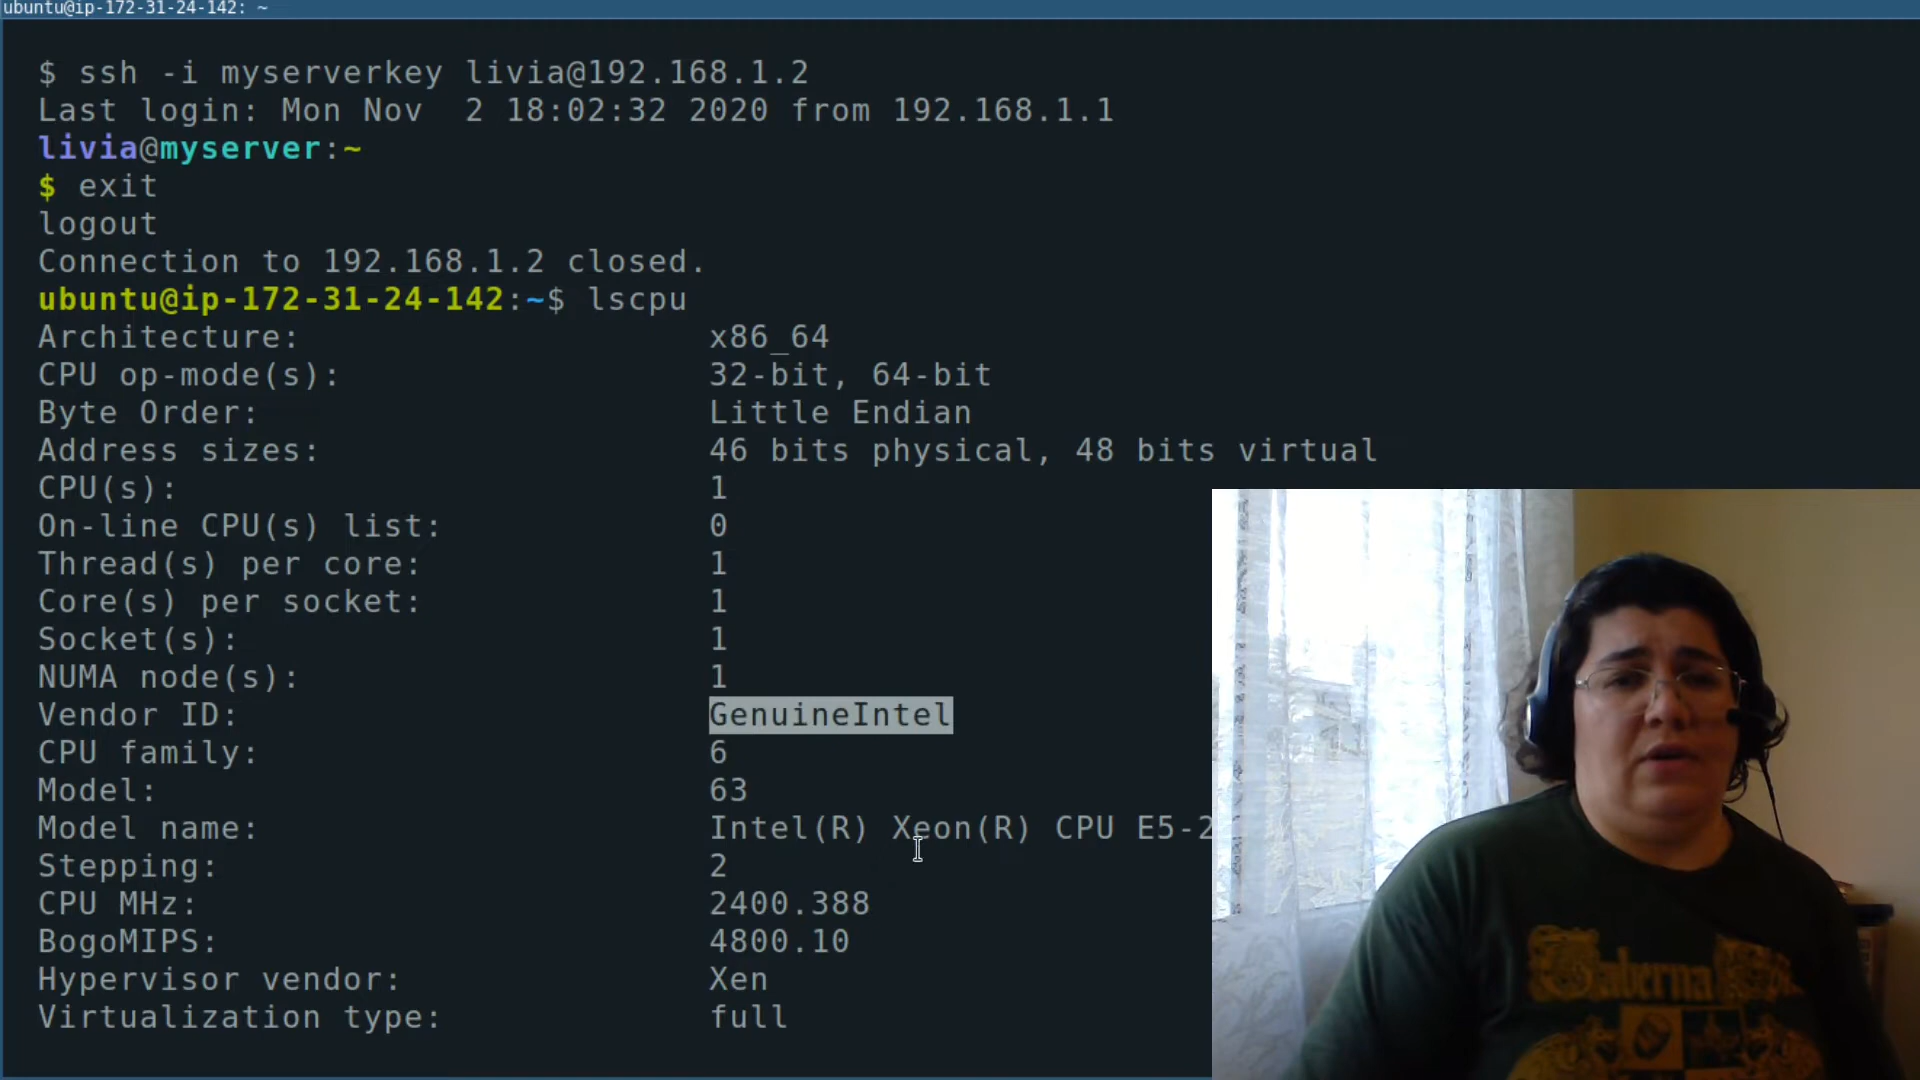 ubuntu@ip-172-31-24-142: ~
$ ssh -i myserverkey livia@192.168.1.2
Last login: Mon Nov  2 18:02:32 2020 from 192.168.1.1
livia@myserver:~
$ exit
logout
Connection to 192.168.1.2 closed.
ubuntu@ip-172-31-24-142:~$ lscpu
Architecture: x86_64
CPU op-mode(s): 32-bit, 64-bit
Byte Order: Little Endian
Address sizes: 46 bits physical, 48 bits virtual
CPU(s): 1
On-line CPU(s) list: 0
Thread(s) per core: 1
Core(s) per socket: 1
Socket(s): 1
NUMA node(s): 1
Vendor ID: GenuineIntel
CPU family: 6
Model: 63
Model name: Intel(R) Xeon(R) CPU E5-2
Stepping: 2
CPU MHz: 2400.388
BogoMIPS: 4800.10
Hypervisor vendor: Xen
Virtualization type: full
Taberna